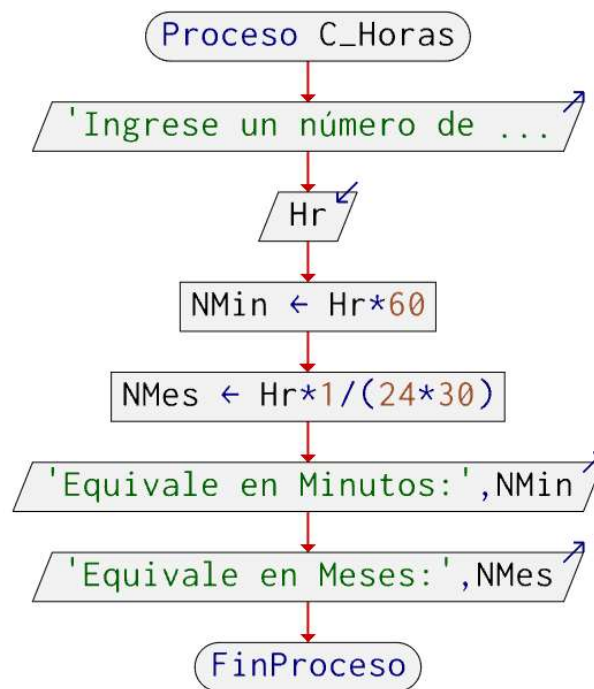 Proceso C_Horas
'Ingrese un número de ...
Hr
NMin ← Hr*60
NMes ← Hr*1/(24*30)
'Equivale en Minutos:',NMin
'Equivale en Meses:',NMes
FinProceso